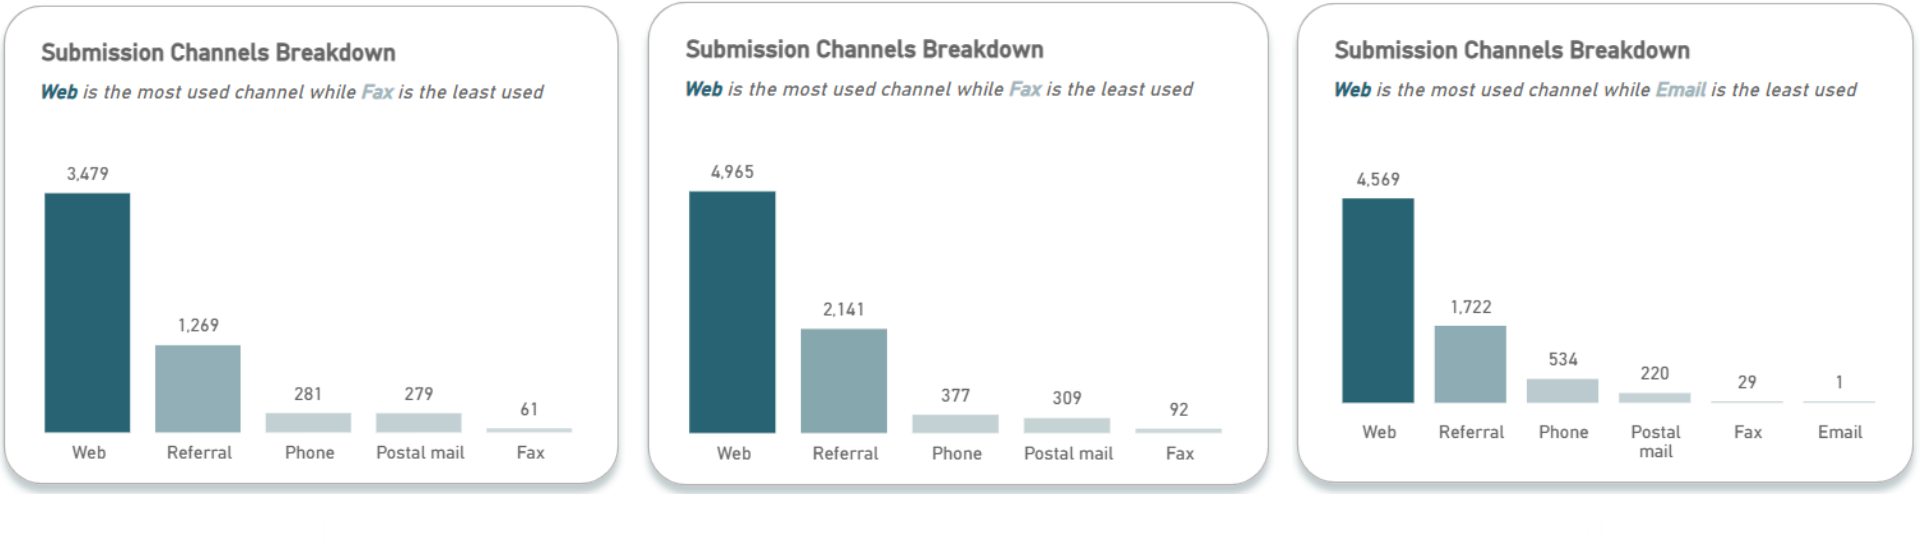 Submission Channels Breakdown
Web is the most used channel while Fax is the least used
3,479
1,269
281
279
61
Web
Referral
Phone
Postal mail
Fax
Submission Channels Breakdown
Web is the most used channel while Fax is the least used
4,965
2,141
377
309
92
Web
Referral
Phone
Postal mail
Fax
Submission Channels Breakdown
Web is the most used channel while Email is the least used
4,569
1,722
534
220
29
1
Web
Referral
Phone
Postal
mail
Fax
Email